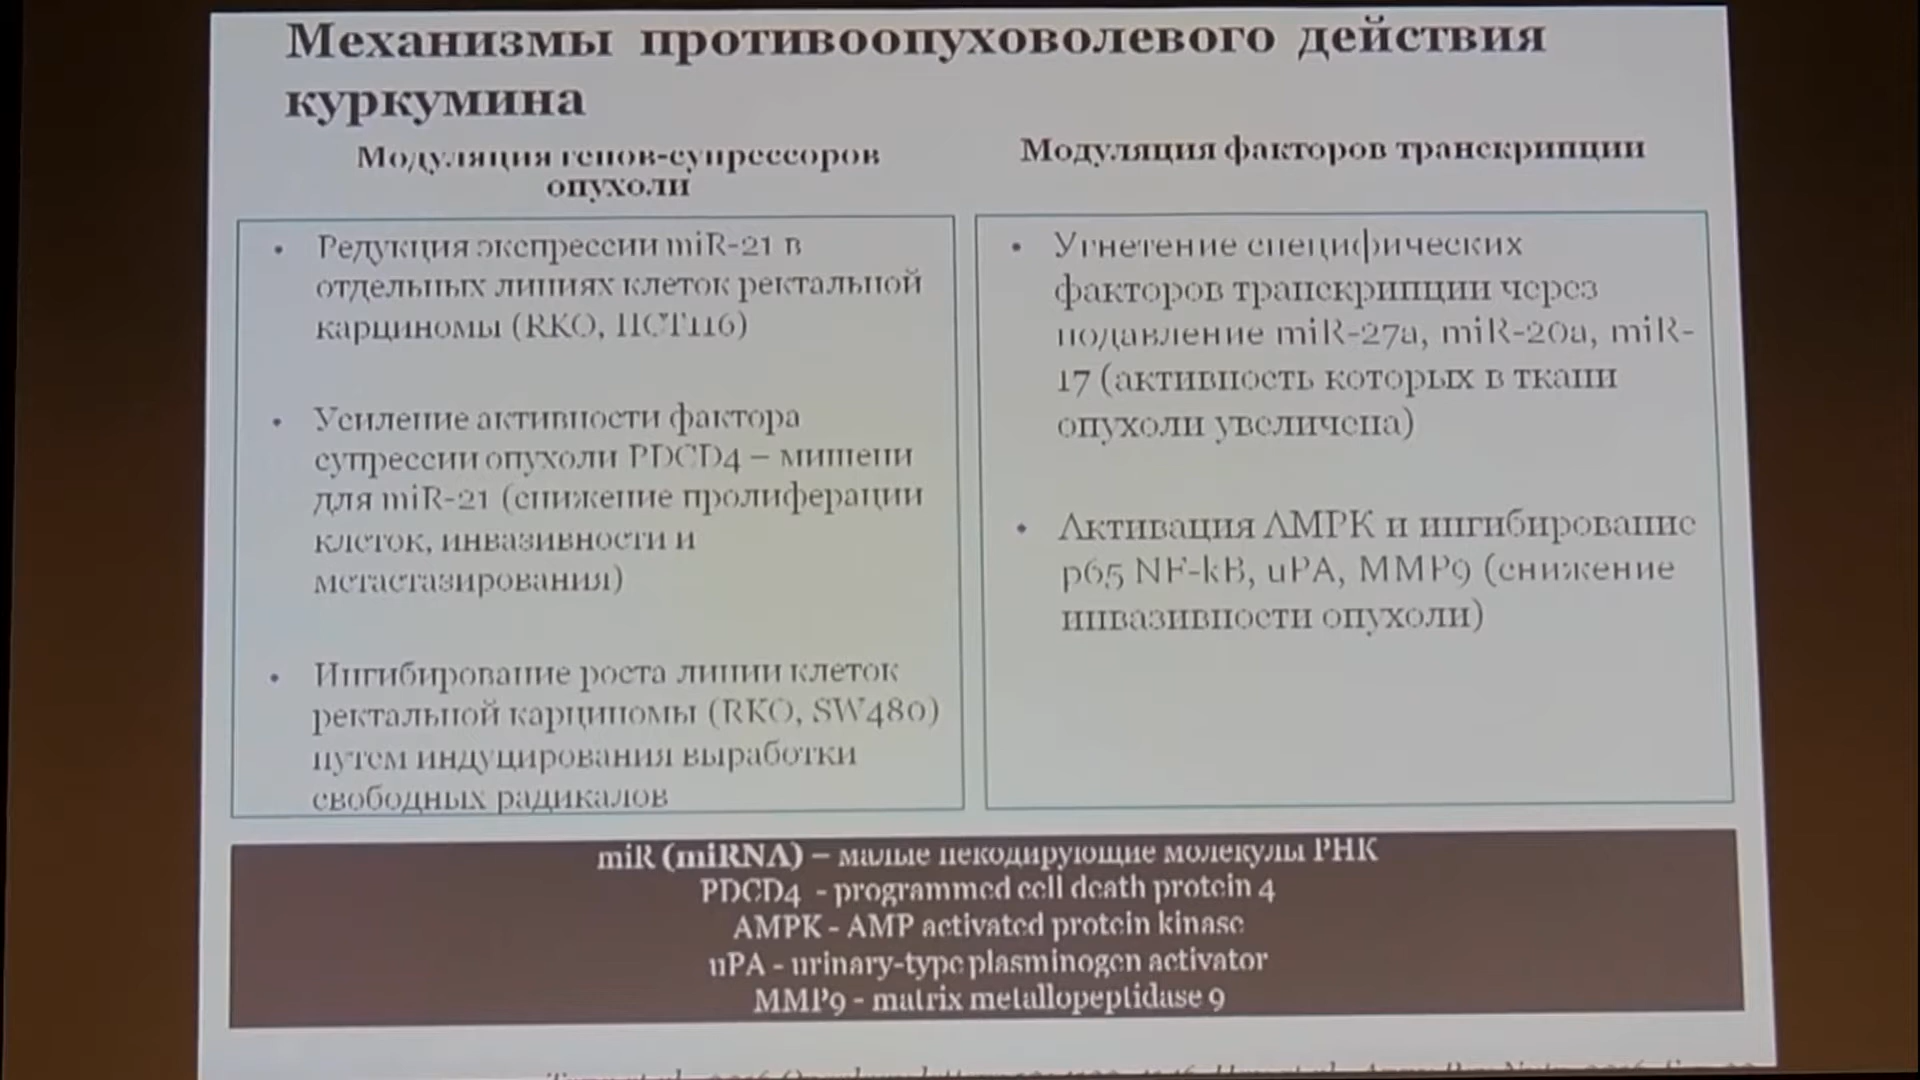 Механизмы противоопуховолевого действия
куркумина
Модуляция генов-супрессоров
опухоли
• Редукция экспрессии miR-21 в
отдельных линиях клеток ректальной
карциномы (RKO, HCT116)
• Усиление активности фактора
супрессии опухоли PDCD4 – мишени
для miR-21 (снижение пролиферации
клеток, инвазивности и
метастазирования)
• Ингибирование роста линии клеток
ректальной карциномы (RKO, SW480)
путем индуцирования выработки
свободных радикалов
Модуляция факторов транскрипции
• Угнетение специфических
факторов транскрипции через
подавление miR-27a, miR-20a, miR-
17 (активность которых в ткани
опухоли увеличена)
• Активация AMPK и ингибирование
p65 NF-kB, uPA, MMP9 (снижение
инвазивности опухоли)
miR (miRNA) – малые некодирующие молекулы РНК
PDCD4 - programmed cell death protein 4
AMPK - AMP activated protein kinase
uPA - urinary-type plasminogen activator
MMP9 - matrix metallopeptidase 9